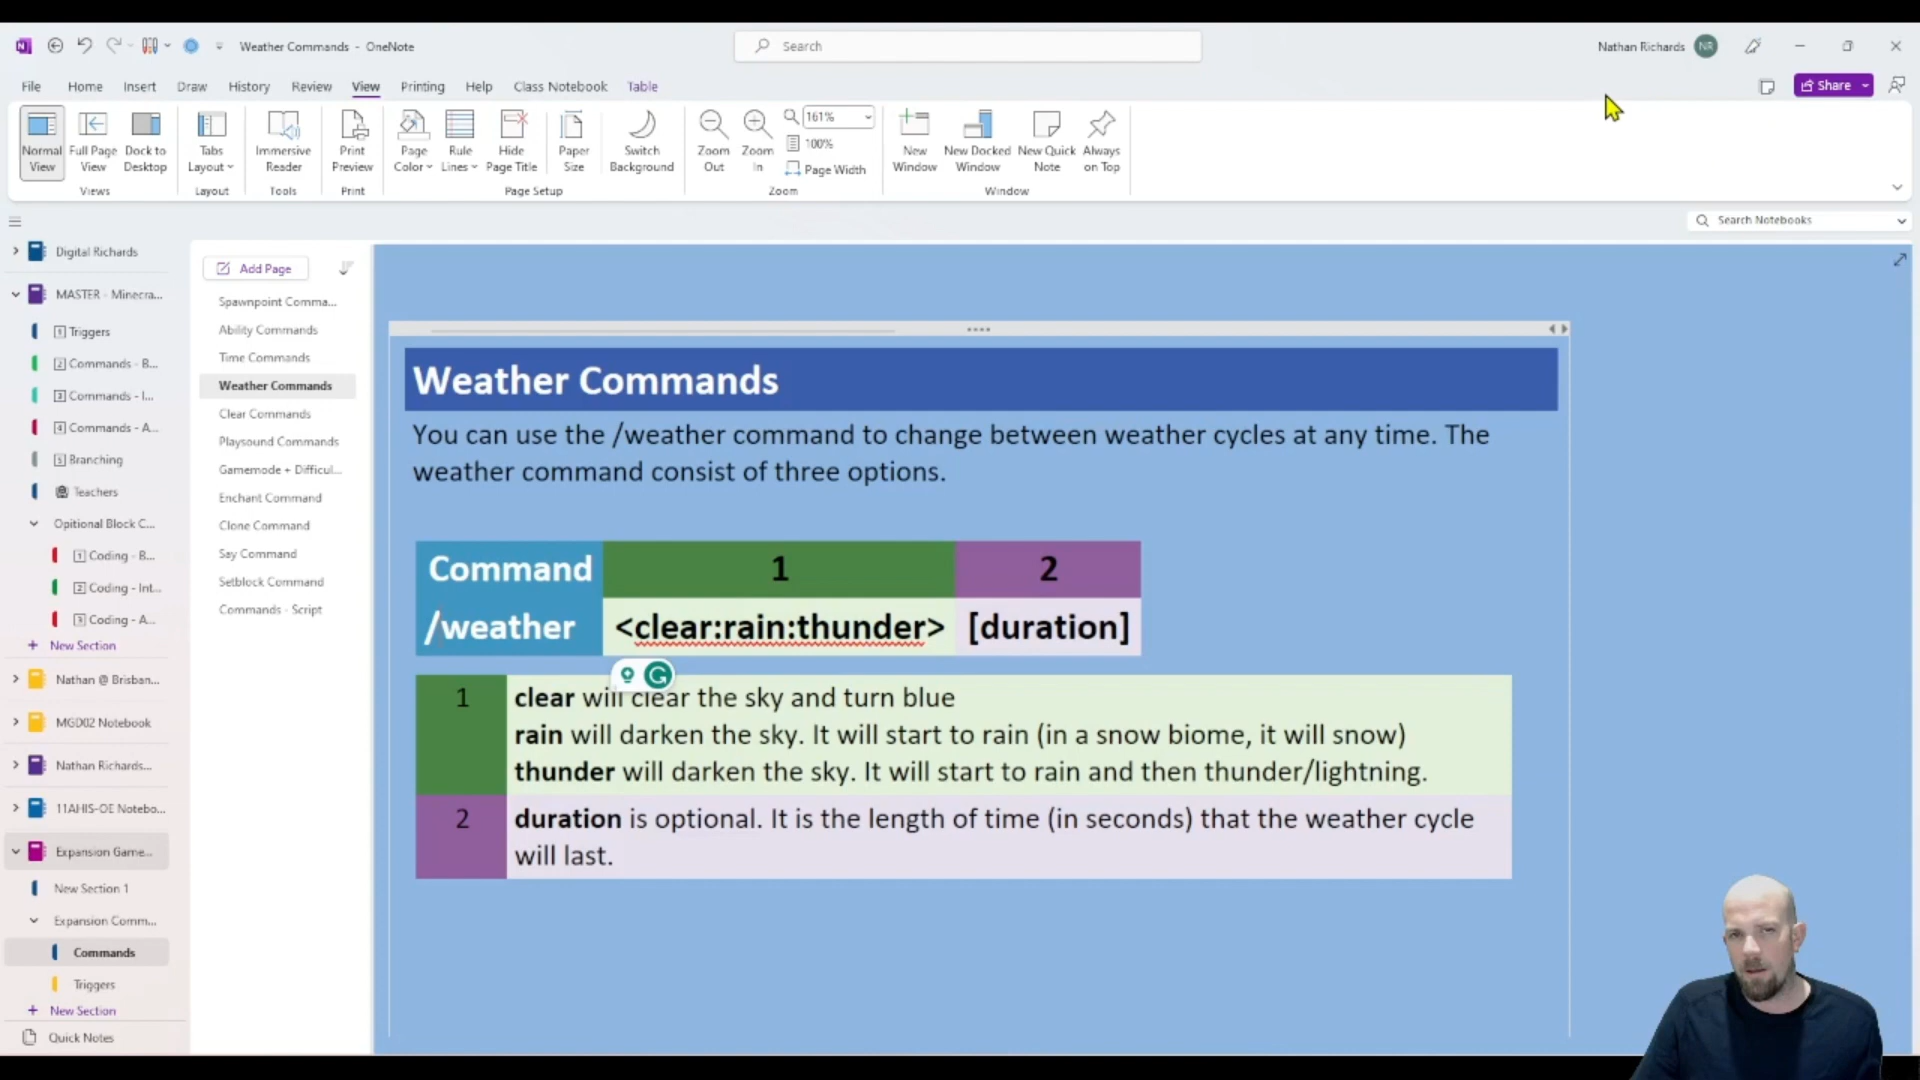 Weather Commands - OneNote
Search
Nathan Richards NR
File Home Insert Draw History Review View Printing Help Class Notebook Table
Share
Normal View
Full Page View
Dock to Desktop
Views
Tabs Layout
Layout
Immersive Reader
Tools
Print Preview
Print
Page Color
Rule Lines
Hide Page Title
Paper Size
Switch Background
Page Setup
Zoom Out
Zoom In
161%
100%
Page Width
Zoom
New Window
New Docked Window
New Quick Note
Always on Top
Window
Search Notebooks
Digital Richards
MASTER - Minecra...
1 Triggers
2 Commands - B...
3 Commands - I...
4 Commands - A...
5 Branching
Teachers
Opitional Block C...
1 Coding - B...
2 Coding - Int...
3 Coding - A...
+ New Section
Nathan @ Brisban...
MGD02 Notebook
Nathan Richards...
11AHIS-OE Notebo...
Expansion Game...
New Section 1
Expansion Comm...
Commands
Triggers
+ New Section
Quick Notes
Add Page
Spawnpoint Comma...
Ability Commands
Time Commands
Weather Commands
Clear Commands
Playsound Commands
Gamemode + Difficul...
Enchant Command
Clone Command
Say Command
Setblock Command
Commands - Script
Weather Commands
You can use the /weather command to change between weather cycles at any time. The
weather command consist of three options.
Command 1 2
/weather <clear:rain:thunder> [duration]
1 clear will clear the sky and turn blue
rain will darken the sky. It will start to rain (in a snow biome, it will snow)
thunder will darken the sky. It will start to rain and then thunder/lightning.
2 duration is optional. It is the length of time (in seconds) that the weather cycle
will last.